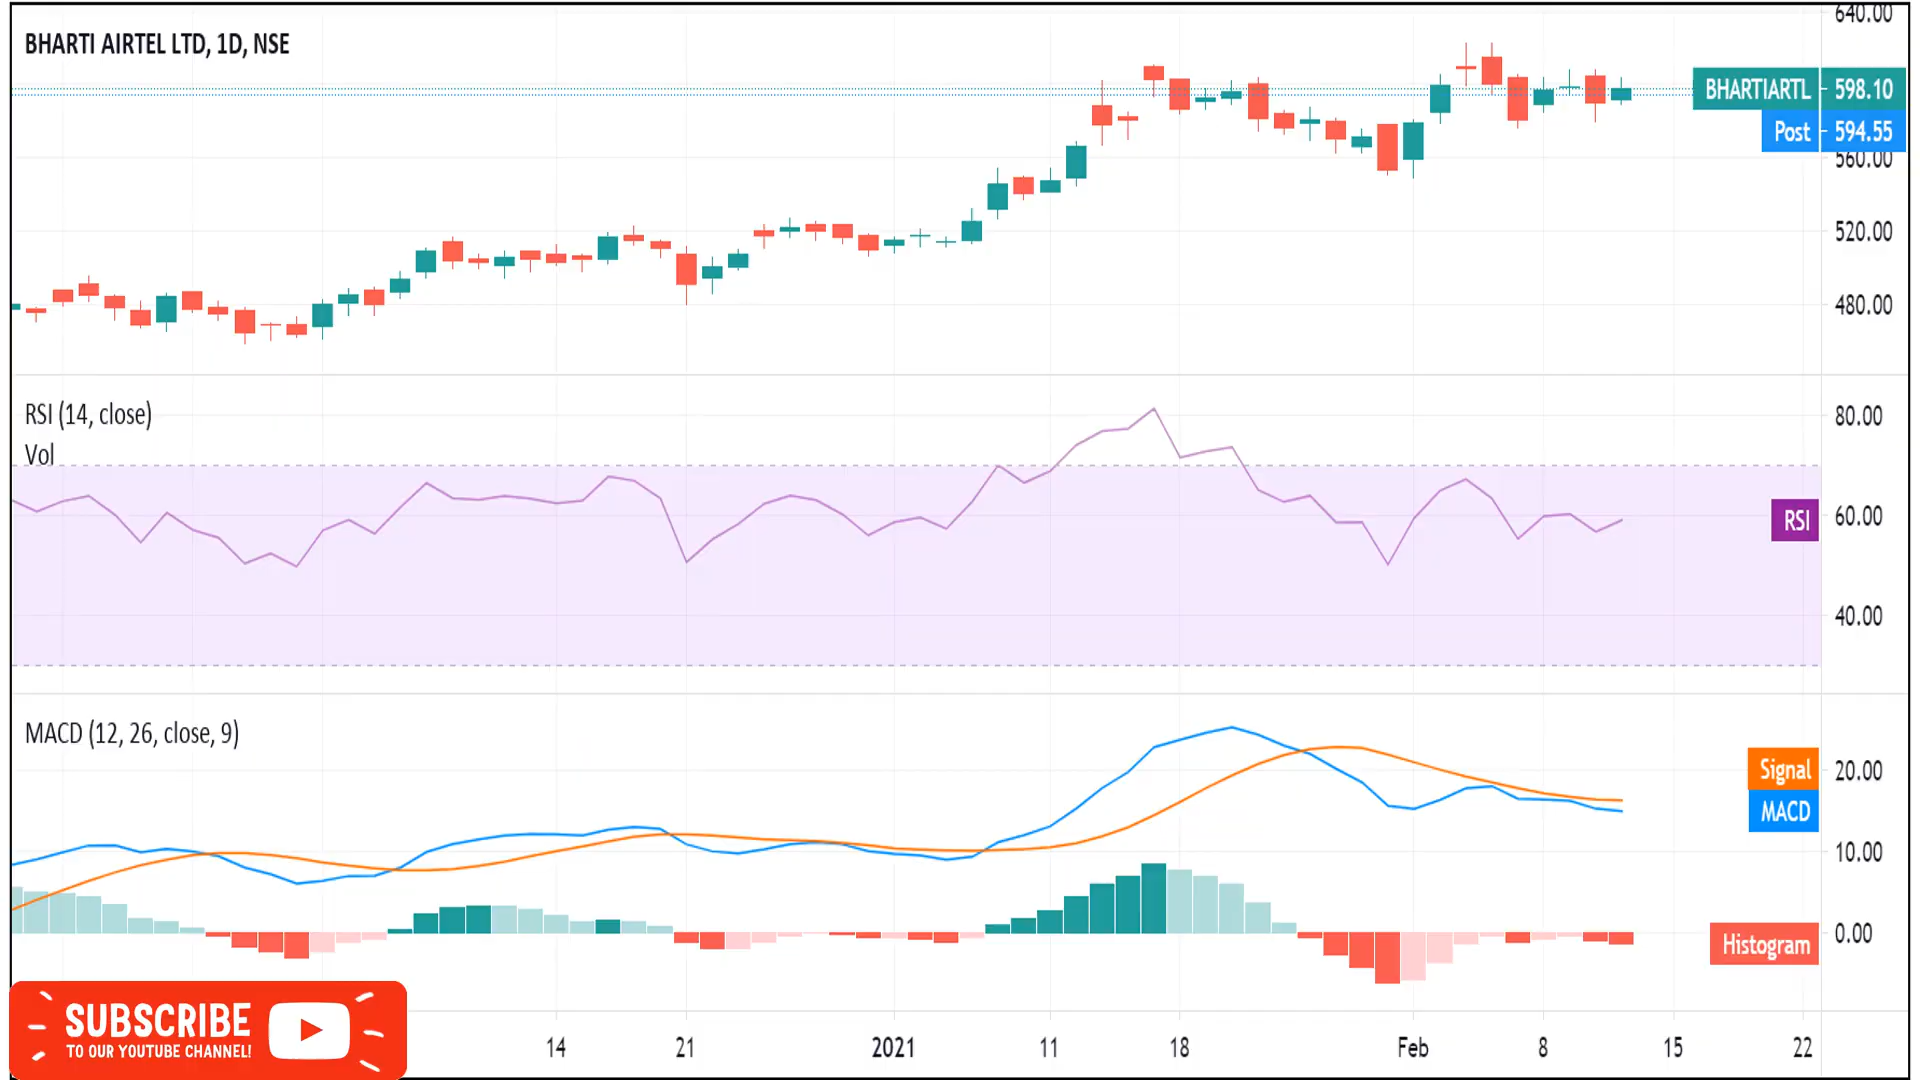 640.00
BHARTI AIRTEL LTD, 1D, NSE
BHARTIARTL 598.10
Post 594.55
560.00
520.00
480.00
RSI (14, close)
80.00
Vol
RSI 60.00
40.00
MACD (12, 26, close, 9)
Signal 20.00
MACD
10.00
0.00
Histogram
SUBSCRIBE
TO OUR YOUTUBE CHANNEL!
14 21 2021 11 18 Feb 8 15 22